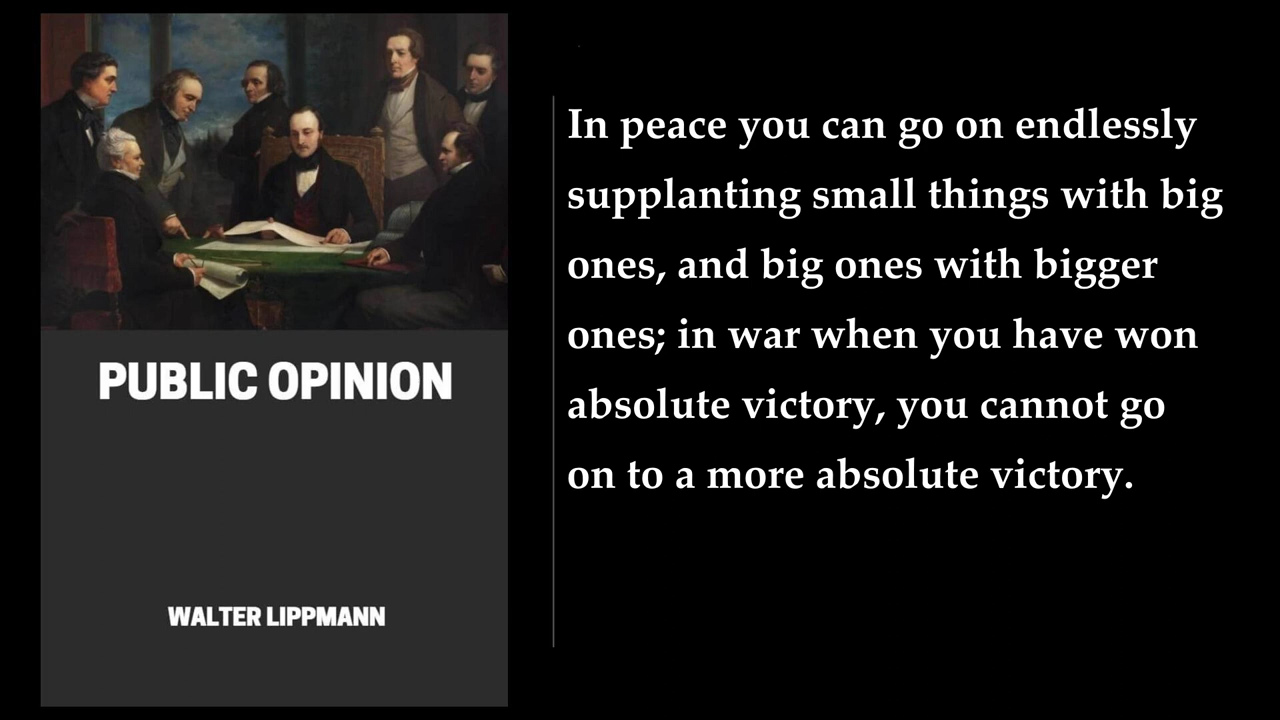 PUBLIC OPINION
WALTER LIPPMANN
In peace you can go on endlessly
supplanting small things with big
ones, and big ones with bigger
ones; in war when you have won
absolute victory, you cannot go
on to a more absolute victory.